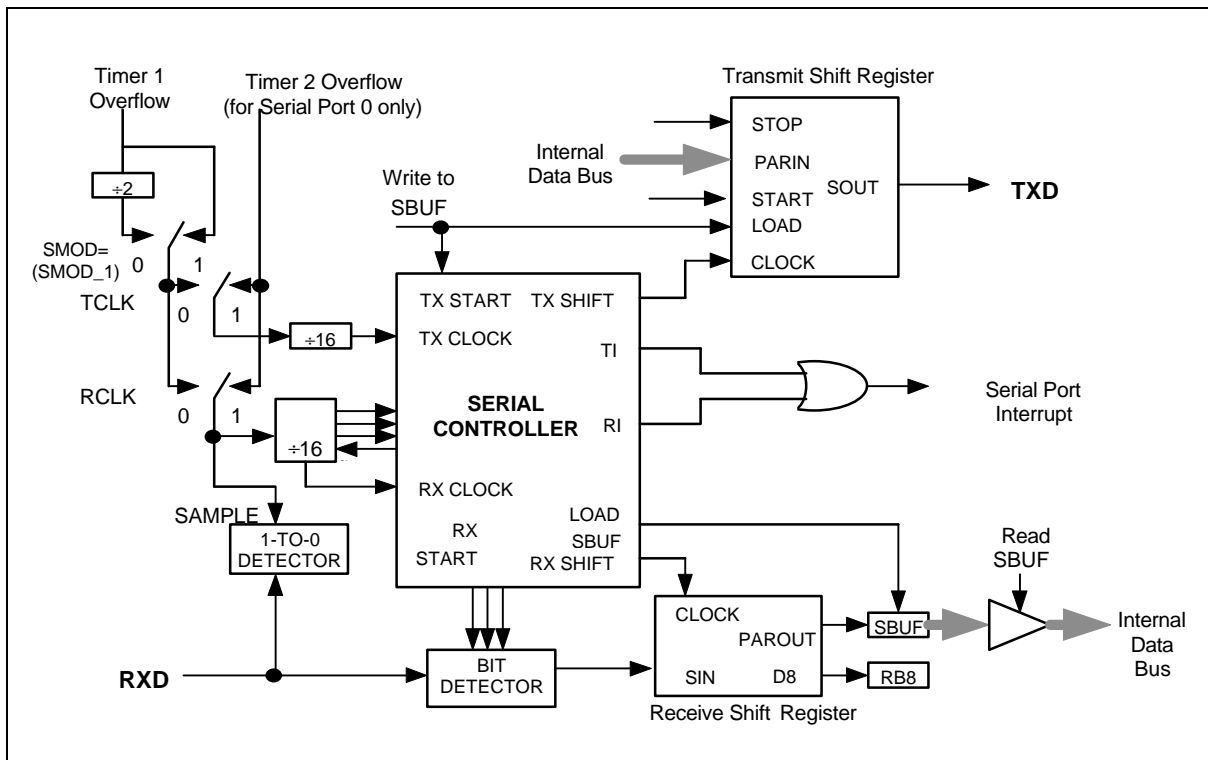 Timer 1
Overflow
Timer 2 Overflow
(for Serial Port 0 only)
÷2
SMOD=
(SMOD_1)
0
1
TCLK
0
1
RCLK
0
1
÷16
÷16
SAMPLE
1-TO-0
DETECTOR
RXD
Write to
SBUF
TX START
TX SHIFT
TX CLOCK
TI
SERIAL
CONTROLLER
RI
RX CLOCK
LOAD
SBUF
RX
START
RX SHIFT
BIT
DETECTOR
Transmit Shift Register
Internal
Data Bus
STOP
PARIN
START
SOUT
LOAD
CLOCK
TXD
Serial Port
Interrupt
CLOCK
PAROUT
SIN
D8
Receive Shift Register
SBUF
RB8
Read
SBUF
Internal
Data
Bus